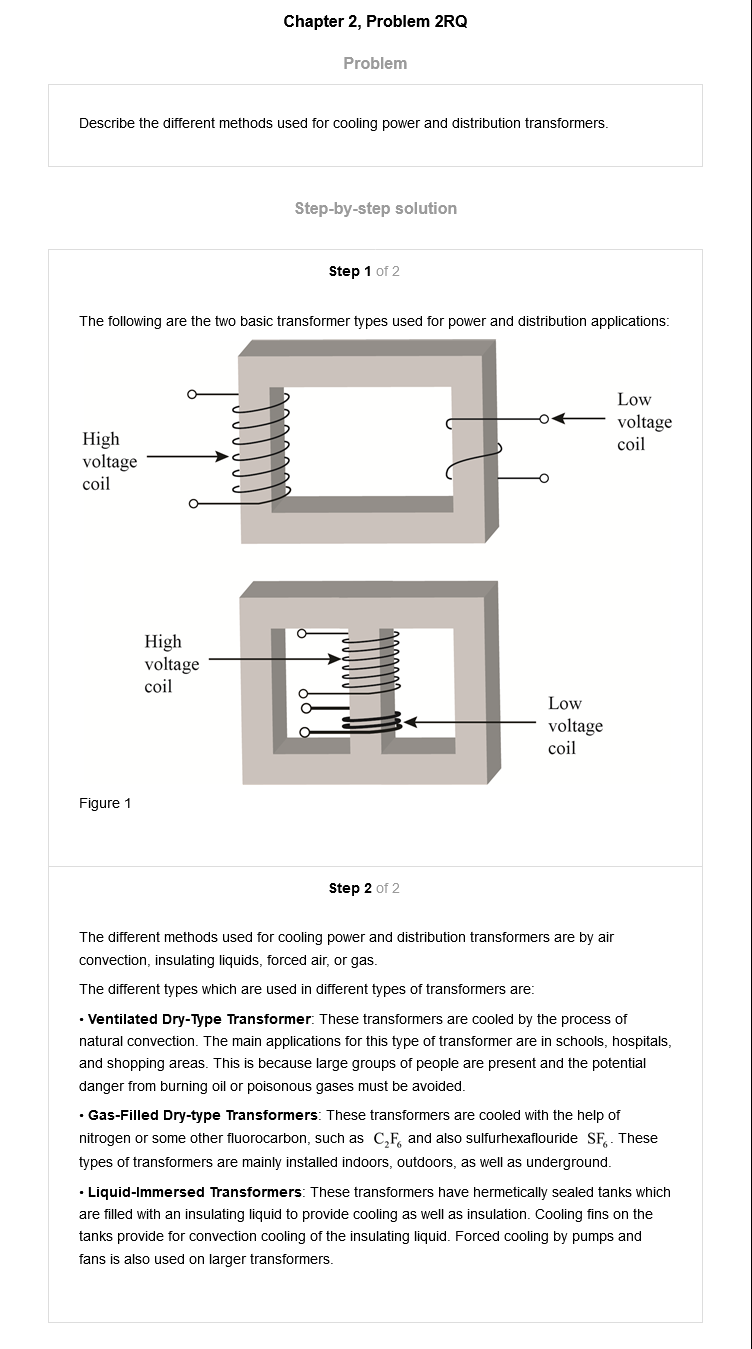 Chapter 2, Problem 2RQ
Problem
Describe the different methods used for cooling power and distribution transformers.
Step-by-step solution
Step 1 of 2
The following are the two basic transformer types used for power and distribution applications:
High
voltage
coil
Low
voltage
coil
High
voltage
coil
Low
voltage
coil
Figure 1
Step 2 of 2
The different methods used for cooling power and distribution transformers are by air
convection, insulating liquids, forced air, or gas.
The different types which are used in different types of transformers are:
• Ventilated Dry-Type Transformer: These transformers are cooled by the process of
natural convection. The main applications for this type of transformer are in schools, hospitals,
and shopping areas. This is because large groups of people are present and the potential
danger from burning oil or poisonous gases must be avoided.
• Gas-Filled Dry-type Transformers: These transformers are cooled with the help of
nitrogen or some other fluorocarbon, such as C₂F₆ and also sulfurhexaflouride SF₆. These
types of transformers are mainly installed indoors, outdoors, as well as underground.
• Liquid-Immersed Transformers: These transformers have hermetically sealed tanks which
are filled with an insulating liquid to provide cooling as well as insulation. Cooling fins on the
tanks provide for convection cooling of the insulating liquid. Forced cooling by pumps and
fans is also used on larger transformers.